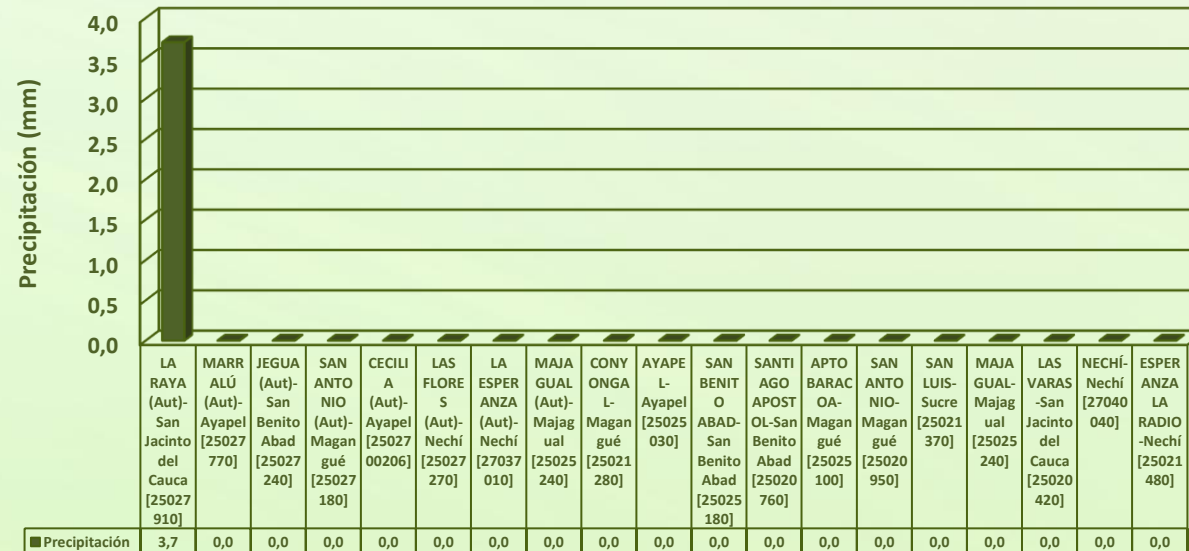 Precipitación (mm)
4,0
3,5
3,0
2,5
2,0
1,5
1,0
0,5
0,0
LA
RAYA
(Aut)-
San
Jacinto
del
Cauca
[25027
910]
MARR
ALÚ
(Aut)-
Ayapel
[25027
770]
JEGUA
(Aut)-
San
Benito
Abad
[25027
240]
SAN
ANTO
NIO
(Aut)-
Magan
gué
[25027
180]
CECILI
A
(Aut)-
Ayapel
[25027
00206]
LAS
FLORE
S
(Aut)-
Nechí
[25027
270]
LA
ESPER
ANZA
(Aut)-
Nechí
[27037
010]
MAJA
GUAL
(Aut)-
Majag
ual
[25025
240]
CONY
ONGA
L-
Magan
gué
[25021
280]
AYAPE
L-
Ayapel
[25025
030]
SAN
BENIT
O
ABAD-
San
Benito
Abad
[25025
180]
SANTI
AGO
APOST
OL-San
Benito
Abad
[25020
760]
APTO
BARAC
OA-
Magan
gué
[25025
100]
SAN
ANTO
NIO-
Magan
gué
[25020
950]
SAN
LUIS-
Sucre
[25021
370]
MAJA
GUAL-
Majag
ual
[25025
240]
LAS
VARAS
-San
Jacinto
del
Cauca
[25020
420]
NECHÍ-
Nechí
[27040
040]
ESPER
ANZA
LA
RADIO
-Nechí
[25021
480]
Precipitación 3,7 0,0 0,0 0,0 0,0 0,0 0,0 0,0 0,0 0,0 0,0 0,0 0,0 0,0 0,0 0,0 0,0 0,0 0,0